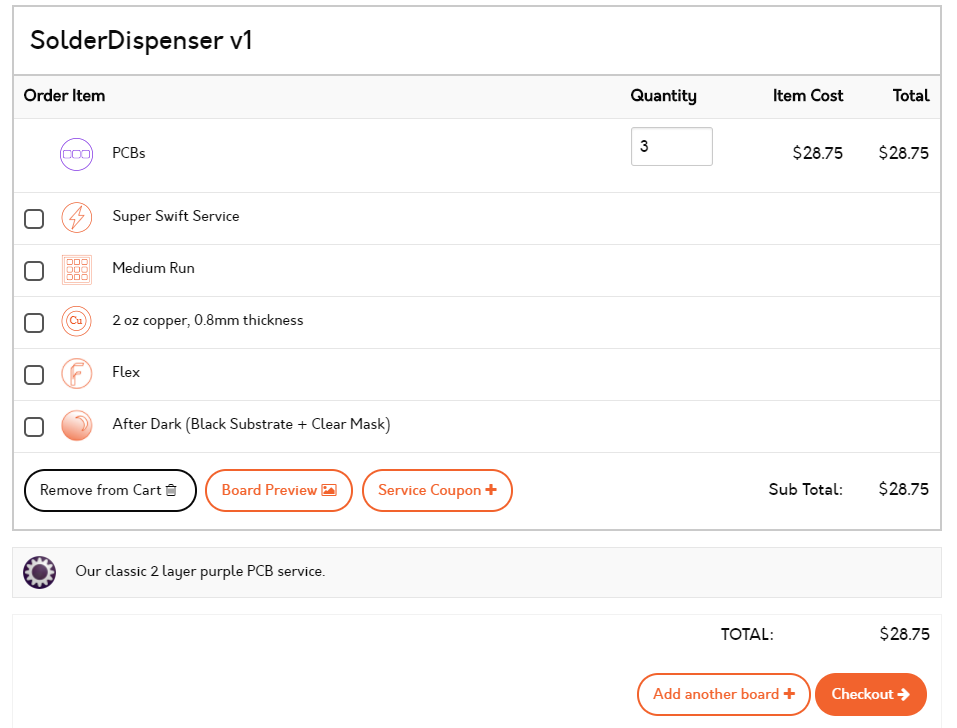 SolderDispenser v1
Order Item Quantity Item Cost Total
PCBs 3 $28.75 $28.75
Super Swift Service
Medium Run
Cu 2 oz copper, 0.8mm thickness
F Flex
After Dark (Black Substrate + Clear Mask)
Remove from Cart Board Preview Service Coupon + Sub Total: $28.75
Our classic 2 layer purple PCB service.
TOTAL: $28.75
Add another board + Checkout →